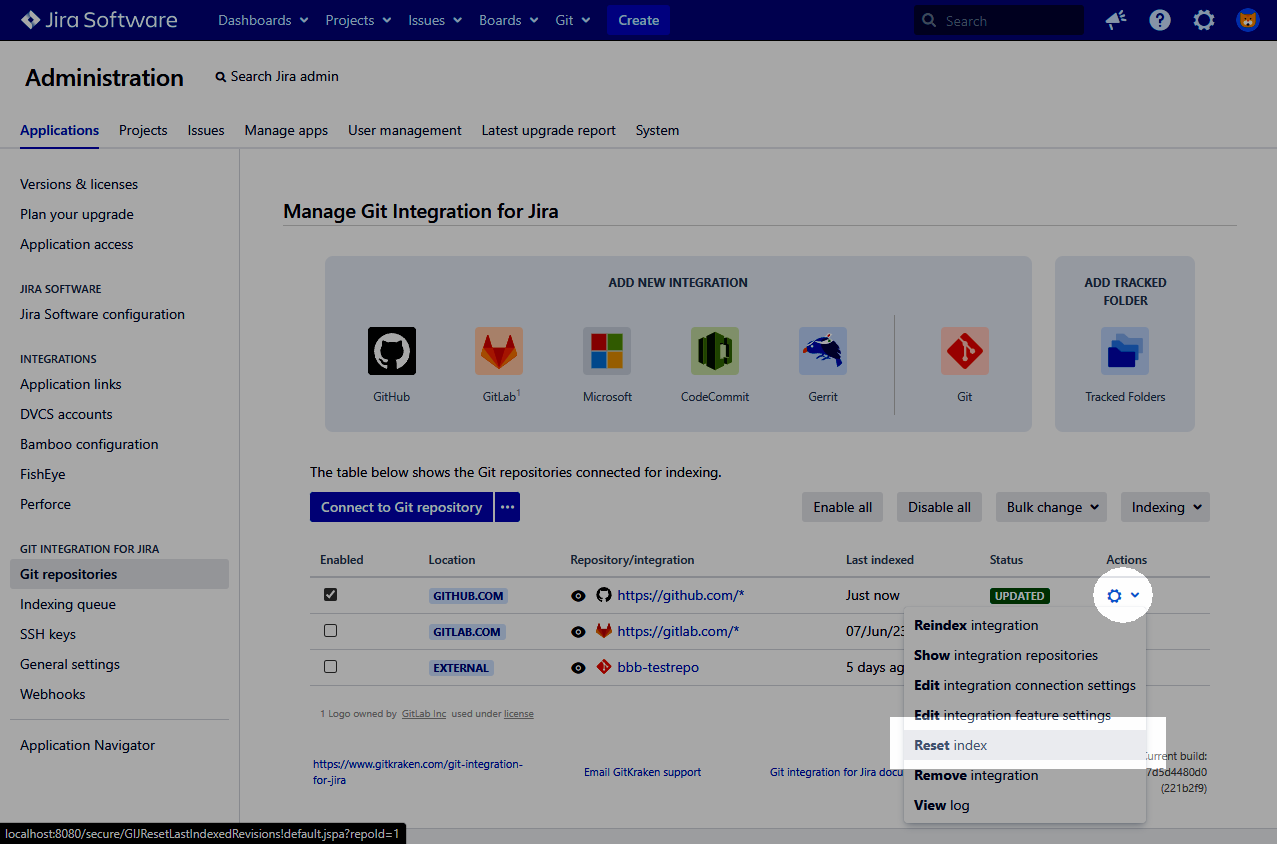 Jira Software Dashboards Projects Issues Boards Git Create Search
Administration Search Jira admin
Applications Projects Issues Manage apps User management Latest upgrade report System
Versions & licenses
Plan your upgrade
Application access
JIRA SOFTWARE
Jira Software configuration
INTEGRATIONS
Application links
DVCS accounts
Bamboo configuration
FishEye
Perforce
GIT INTEGRATION FOR JIRA
Git repositories
Indexing queue
SSH keys
General settings
Webhooks
Application Navigator
Manage Git Integration for Jira
ADD NEW INTEGRATION
GitHub GitLab1 Microsoft CodeCommit Gerrit Git
ADD TRACKED
FOLDER
Tracked Folders
The table below shows the Git repositories connected for indexing.
Connect to Git repository ··· Enable all Disable all Bulk change Indexing
Enabled Location Repository/integration Last indexed Status Actions
GITHUB.COM https://github.com/* Just now UPDATED
GITLAB.COM https://gitlab.com/* 07/Jun/23
EXTERNAL bbb-testrepo 5 days ag
Reindex integration
Show integration repositories
Edit integration connection settings
Edit integration feature settings
Reset index
Remove integration
View log
1 Logo owned by GitLab Inc used under license
https://www.gitkraken.com/git-integration-
for-jira
Email GitKraken support
Git integration for Jira docu
urrent build:
7d5d4480d0
(221b2f9)
localhost:8080/secure/GIJResetLastIndexedRevisions!default.jspa?repoId=1